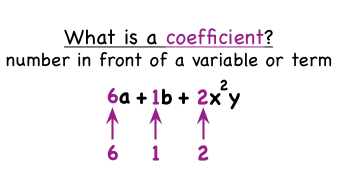 What is a coefficient?
number in front of a variable or term
6a + 1b + 2x²y
6 1 2